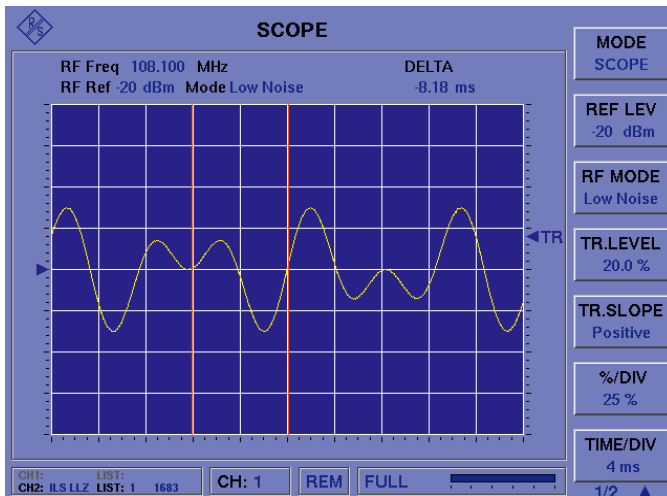 R/S
SCOPE
RF Freq 108.100 MHz DELTA
RF Ref -20 dBm Mode Low Noise -8.18 ms
TR
MODE
SCOPE
REF LEV
-20 dBm
RF MODE
Low Noise
TR.LEVEL
20.0 %
TR.SLOPE
Positive
%/DIV
25 %
TIME/DIV
4 ms
1/2
CH1: LIST:
CH2: ILS LLZ LIST: 1 1683
CH: 1
REM
FULL